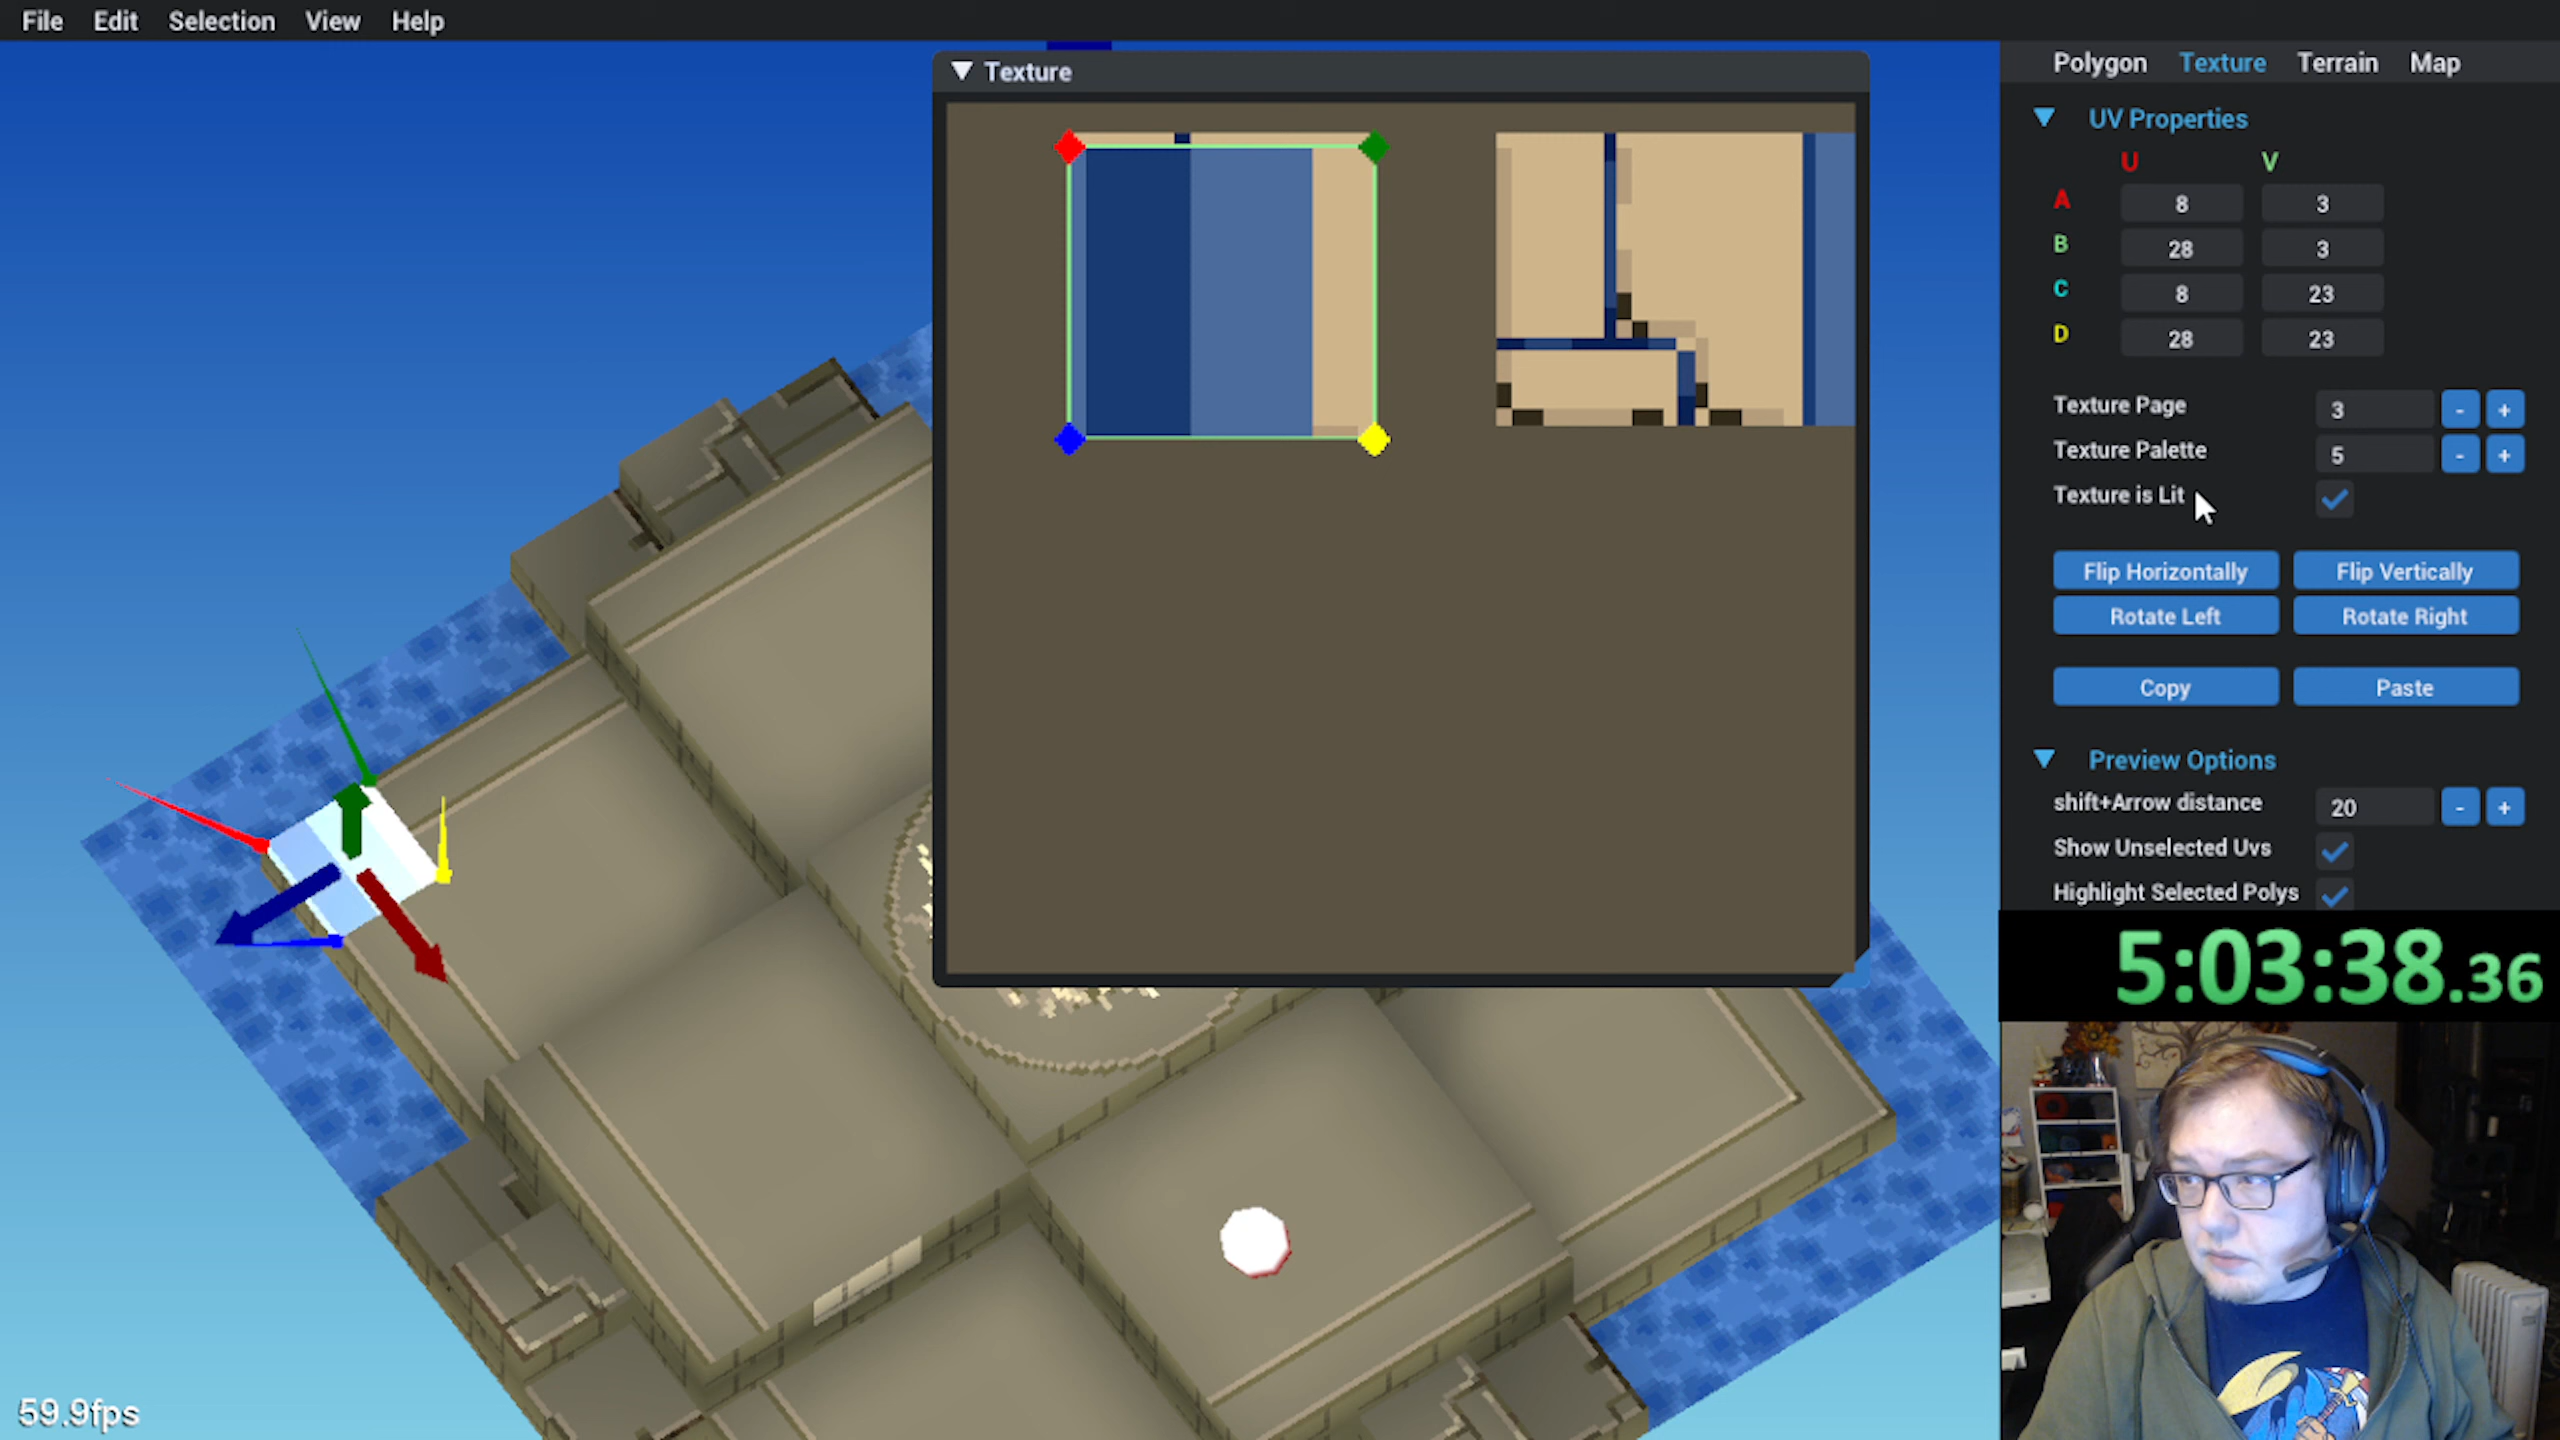 File Edit Selection View Help
Texture
Polygon Texture Terrain Map
UV Properties
U V
A 8 3
B 28 3
C 8 23
D 28 23
Texture Page 3 - +
Texture Palette 5 - +
Texture is Lit
Flip Horizontally Flip Vertically
Rotate Left Rotate Right
Copy Paste
Preview Options
shift+Arrow distance 20 - +
Show Unselected Uvs
Highlight Selected Polys
5:03:38.36
59.9fps